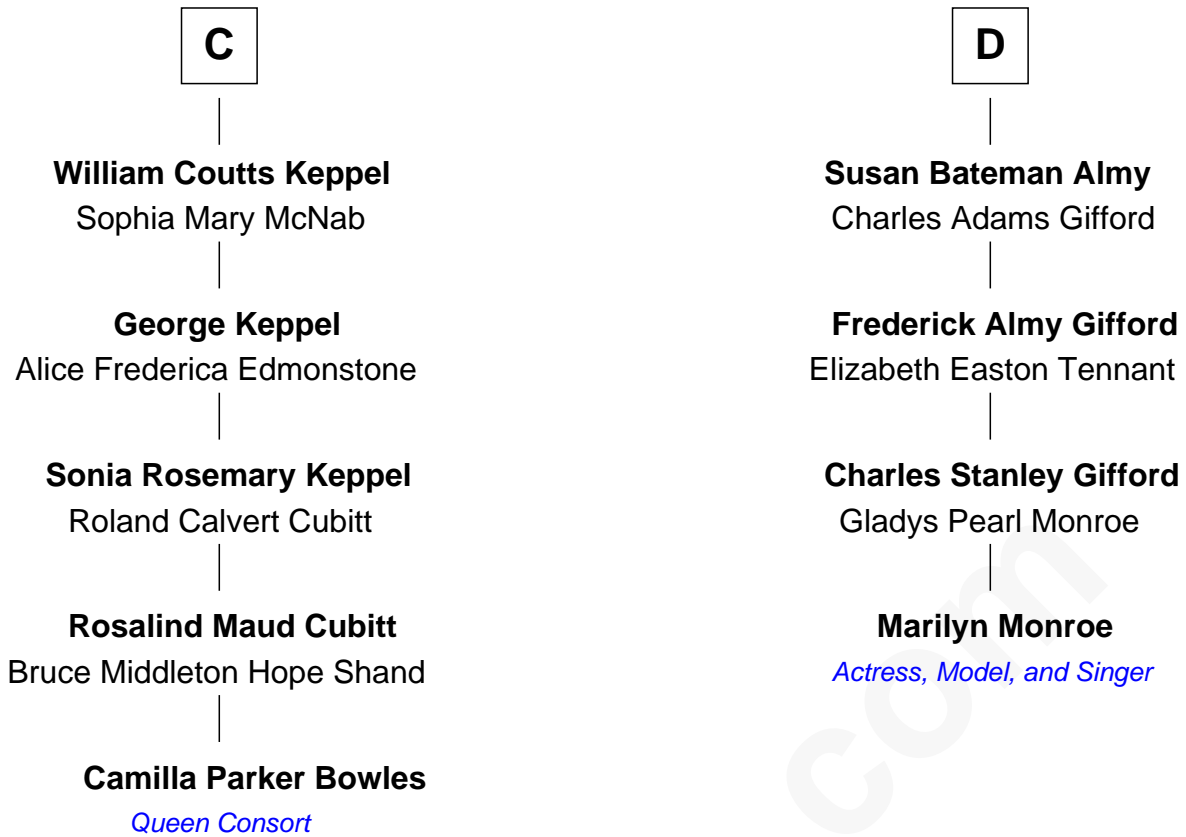 C
William Coutts Keppel
Sophia Mary McNab
George Keppel
Alice Frederica Edmonstone
Sonia Rosemary Keppel
Roland Calvert Cubitt
Rosalind Maud Cubitt
Bruce Middleton Hope Shand
Camilla Parker Bowles
Queen Consort
D
Susan Bateman Almy
Charles Adams Gifford
Frederick Almy Gifford
Elizabeth Easton Tennant
Charles Stanley Gifford
Gladys Pearl Monroe
Marilyn Monroe
Actress, Model, and Singer
com